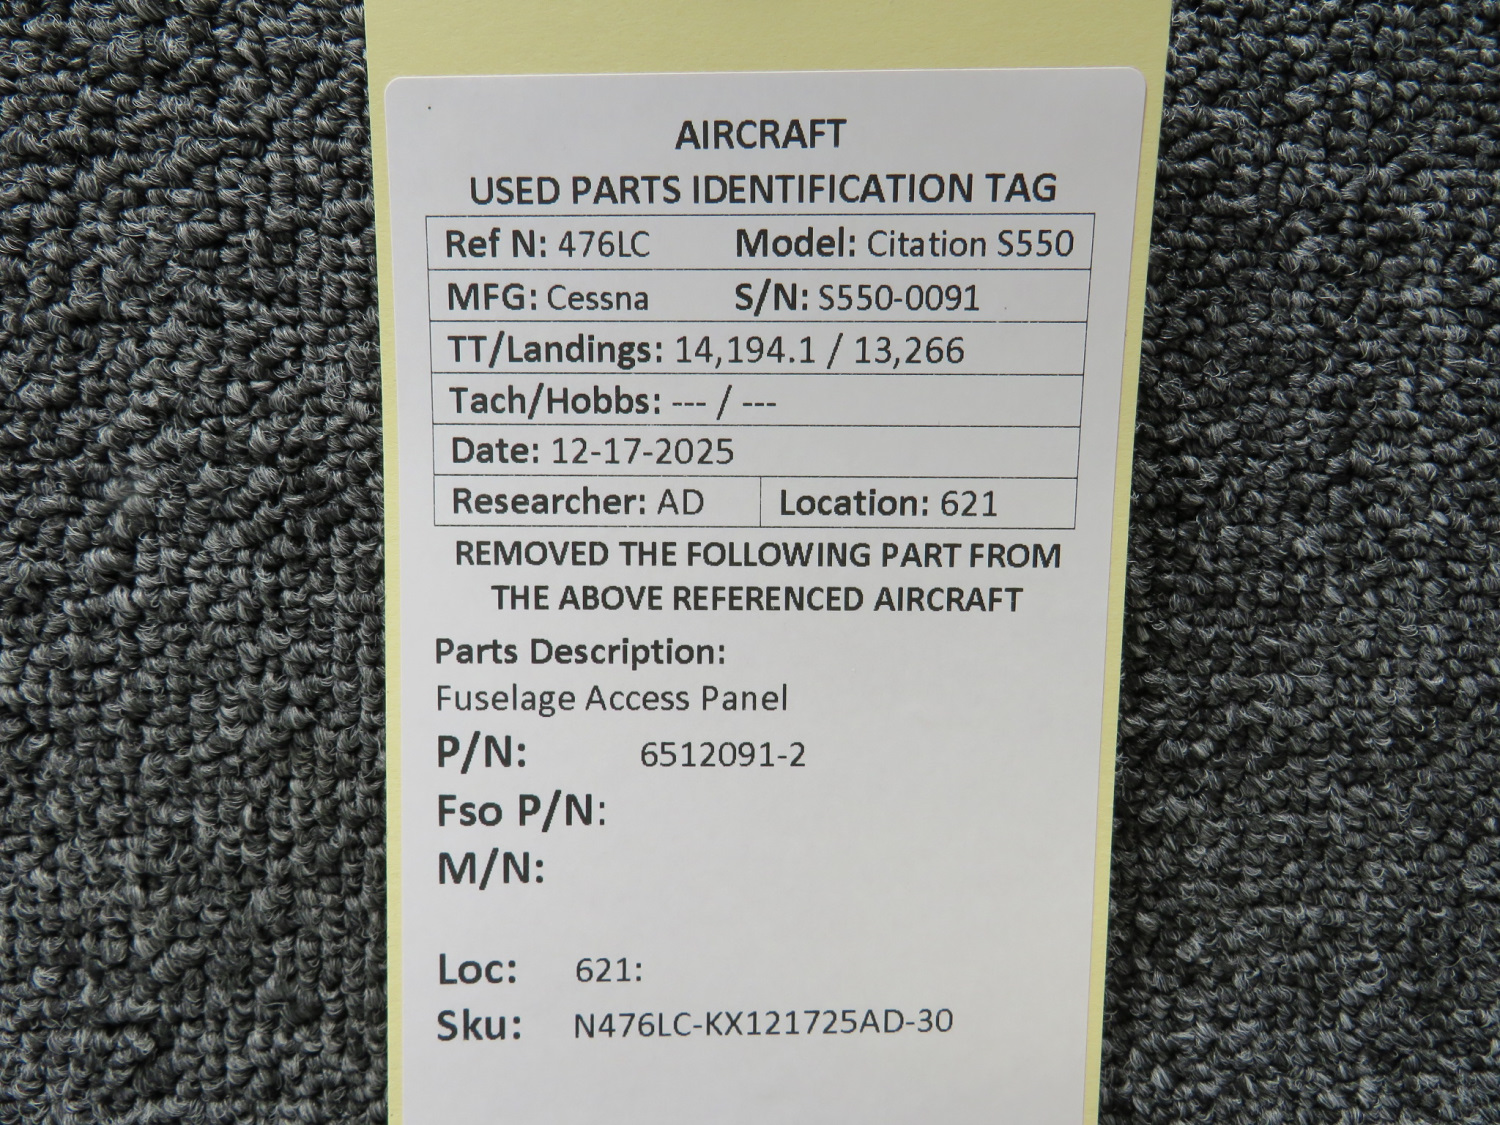 AIRCRAFT
USED PARTS IDENTIFICATION TAG
Ref N: 476LC Model: Citation S550
MFG: Cessna S/N: S550-0091
TT/Landings: 14,194.1 / 13,266
Tach/Hobbs: --- / ---
Date: 12-17-2025
Researcher: AD Location: 621
REMOVED THE FOLLOWING PART FROM
THE ABOVE REFERENCED AIRCRAFT
Parts Description:
Fuselage Access Panel
P/N: 6512091-2
Fso P/N:
M/N:
Loc: 621:
Sku: N476LC-KX121725AD-30